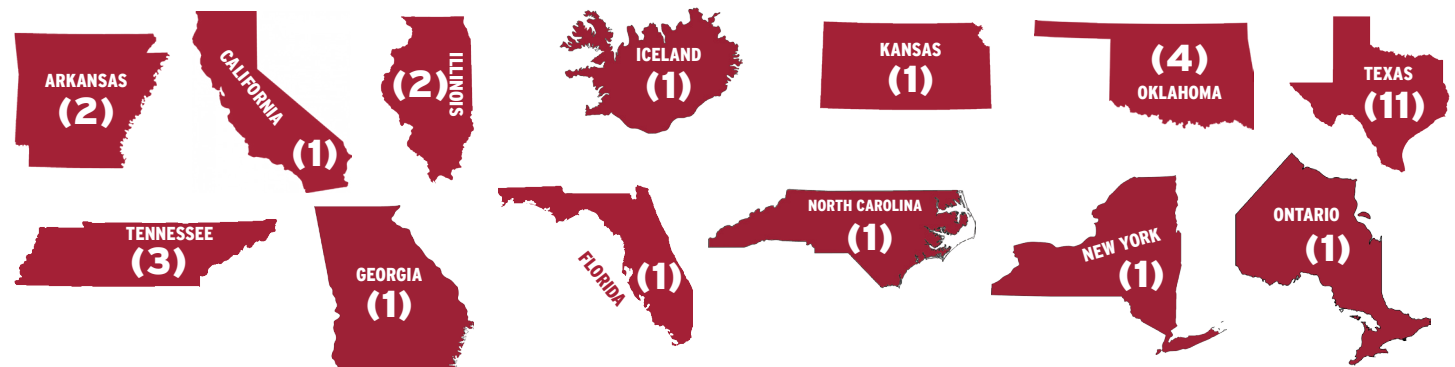 ARKANSAS
(2)
CALIFORNIA
(1)
(2)
ILLINOIS
ICELAND
(1)
KANSAS
(1)
(4)
OKLAHOMA
TEXAS
(11)
TENNESSEE
(3)
GEORGIA
(1)
FLORIDA
(1)
NORTH CAROLINA
(1)
NEW YORK
(1)
ONTARIO
(1)